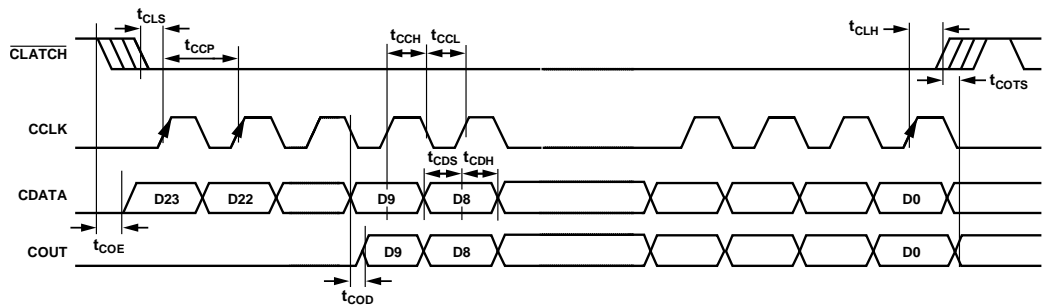 tCLS
tCCP
tCCH
tCCL
tCLH
CLATCH
tCOTS
CCLK
tCDS
tCDH
CDATA
D23
D22
D9
D8
D0
tCOE
COUT
D9
D8
D0
tCOD